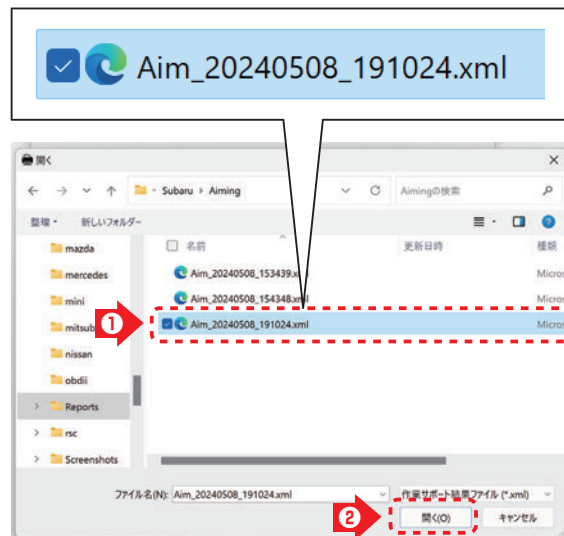 Aim_20240508_191024.xml
開く
Subaru > Aiming
Aimingの検索
整理
新しいフォルダー
名前
更新日時
種類
mazda
mercedes
mini
mitsub
nissan
obdii
Reports
rsc
Screenshots
Aim_20240508_153439.xml
Micros
Aim_20240508_154348.xml
Micros
① Aim_20240508_191024.xml
Micros
ファイル名(N): Aim_20240508_191024.xml
作業サポート結果ファイル (*.xml)
② 開く(O)
キャンセル